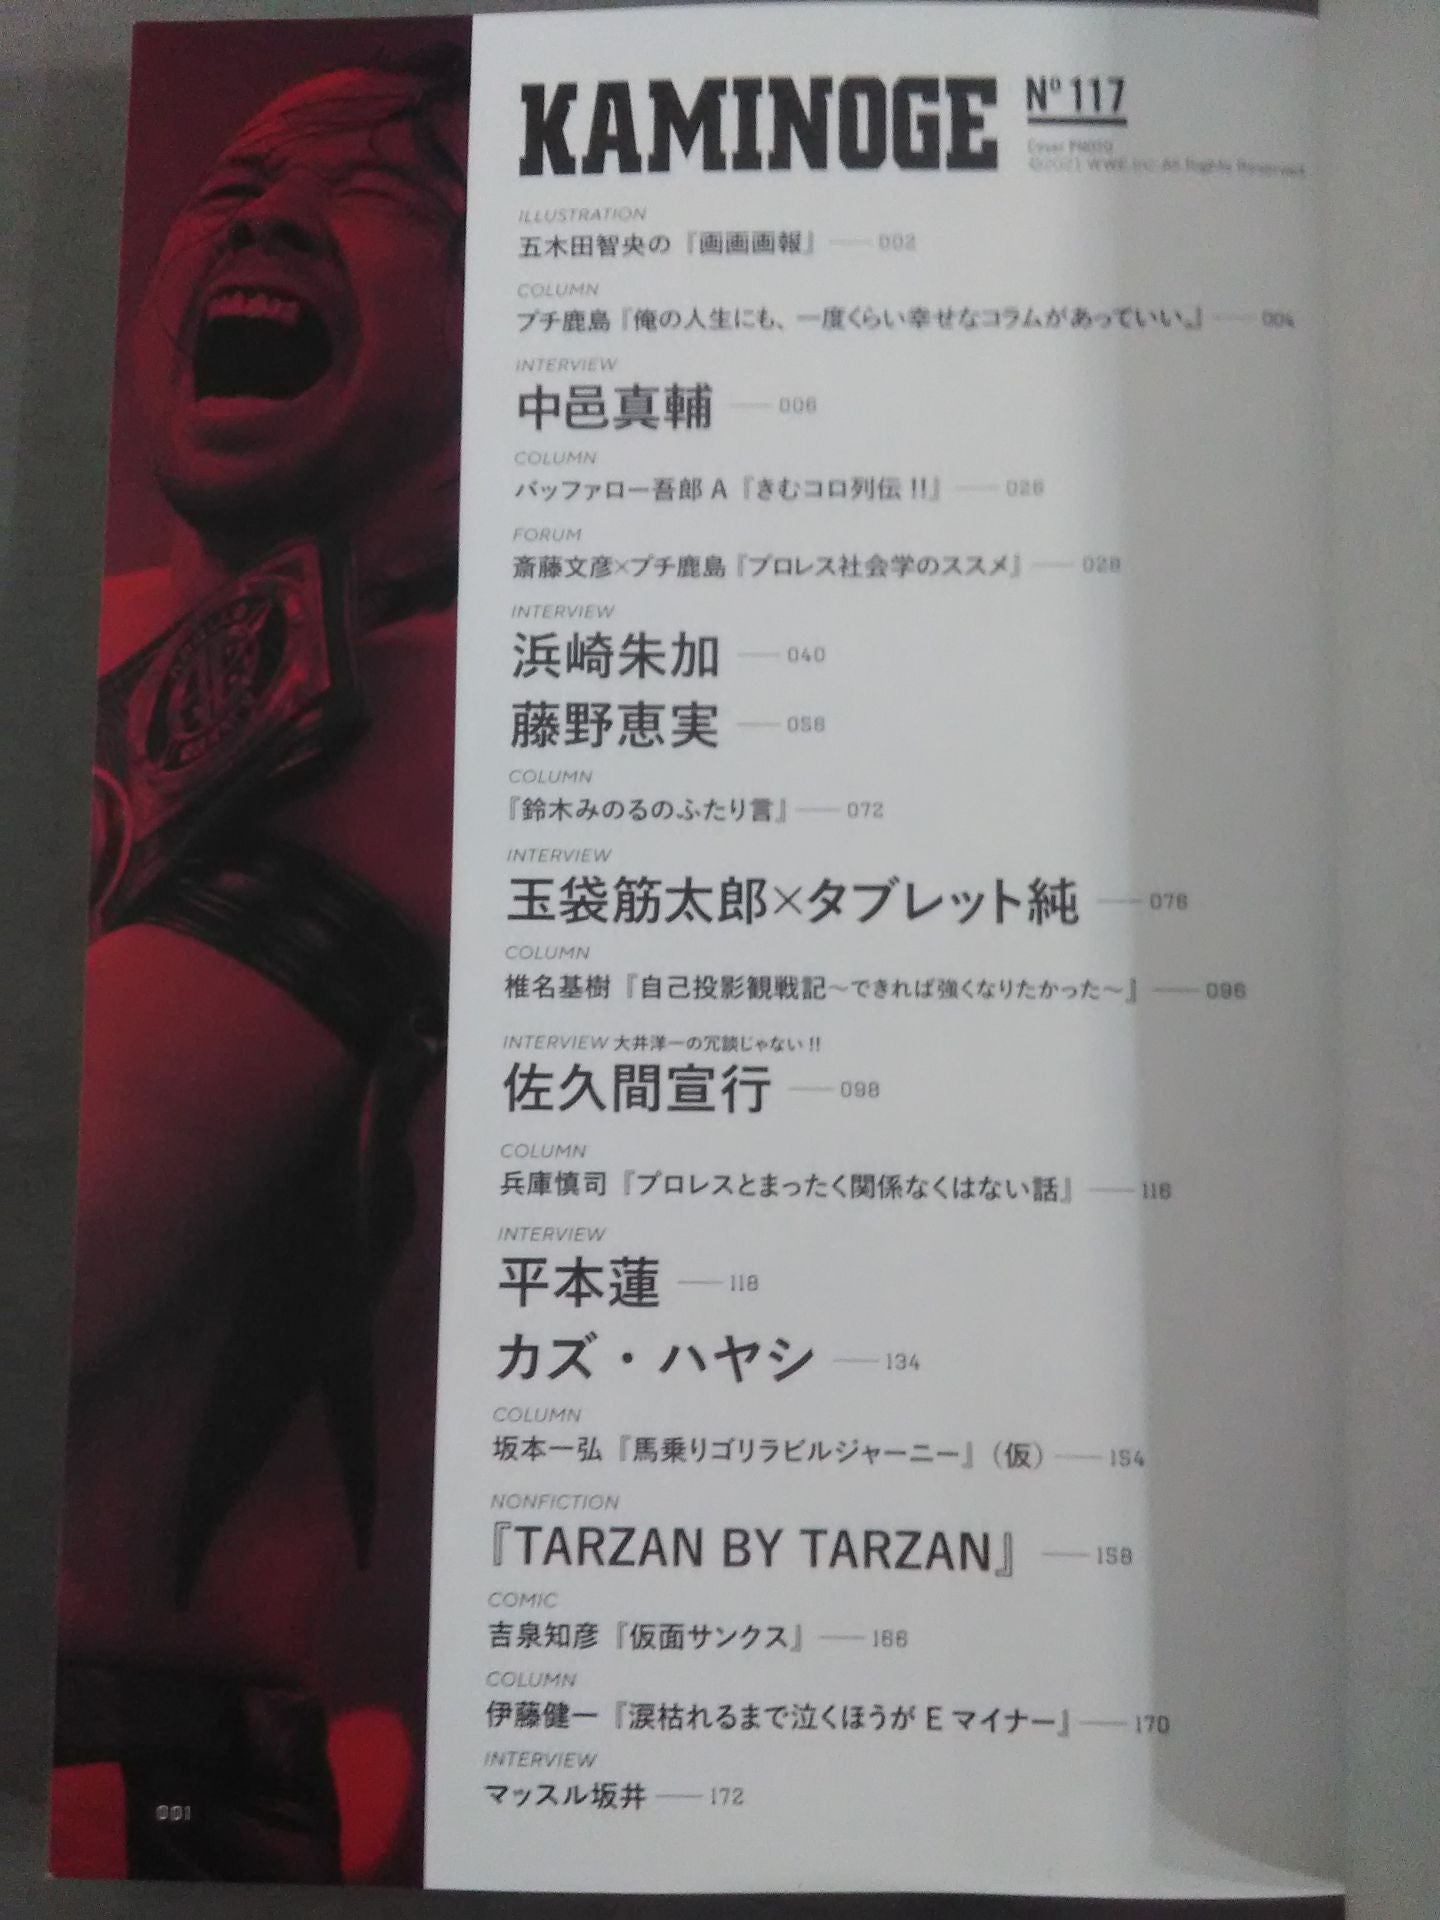 KAMINOGE Nº 117
Cover PHOTO
©2021 WWE, Inc. All Rights Reserved.
ILLUSTRATION
五木田智央の『画画画報』 002
COLUMN
プチ鹿島『俺の人生にも、一度くらい幸せなコラムがあっていい。』 004
INTERVIEW
中邑真輔 006
COLUMN
バッファロー吾郎 A『きむコロ列伝!!』 026
FORUM
斎藤文彦×プチ鹿島『プロレス社会学のススメ』 028
INTERVIEW
浜崎朱加 040
藤野恵実 056
COLUMN
『鈴木みのるのふたり言』 072
INTERVIEW
玉袋筋太郎×タブレット純 076
COLUMN
椎名基樹『自己投影観戦記〜できれば強くなりたかった〜』 096
INTERVIEW 大井洋一の冗談じゃない!!
佐久間宣行 098
COLUMN
兵庫慎司『プロレスとまったく関係なくはない話』 116
INTERVIEW
平本蓮 118
カズ・ハヤシ 134
COLUMN
坂本一弘『馬乗りゴリラビルジャーニー』(仮) 154
NONFICTION
『TARZAN BY TARZAN』 158
COMIC
吉泉知彦『仮面サンクス』 166
COLUMN
伊藤健一『涙枯れるまで泣くほうがEマイナー』 170
INTERVIEW
マッスル坂井 172
001